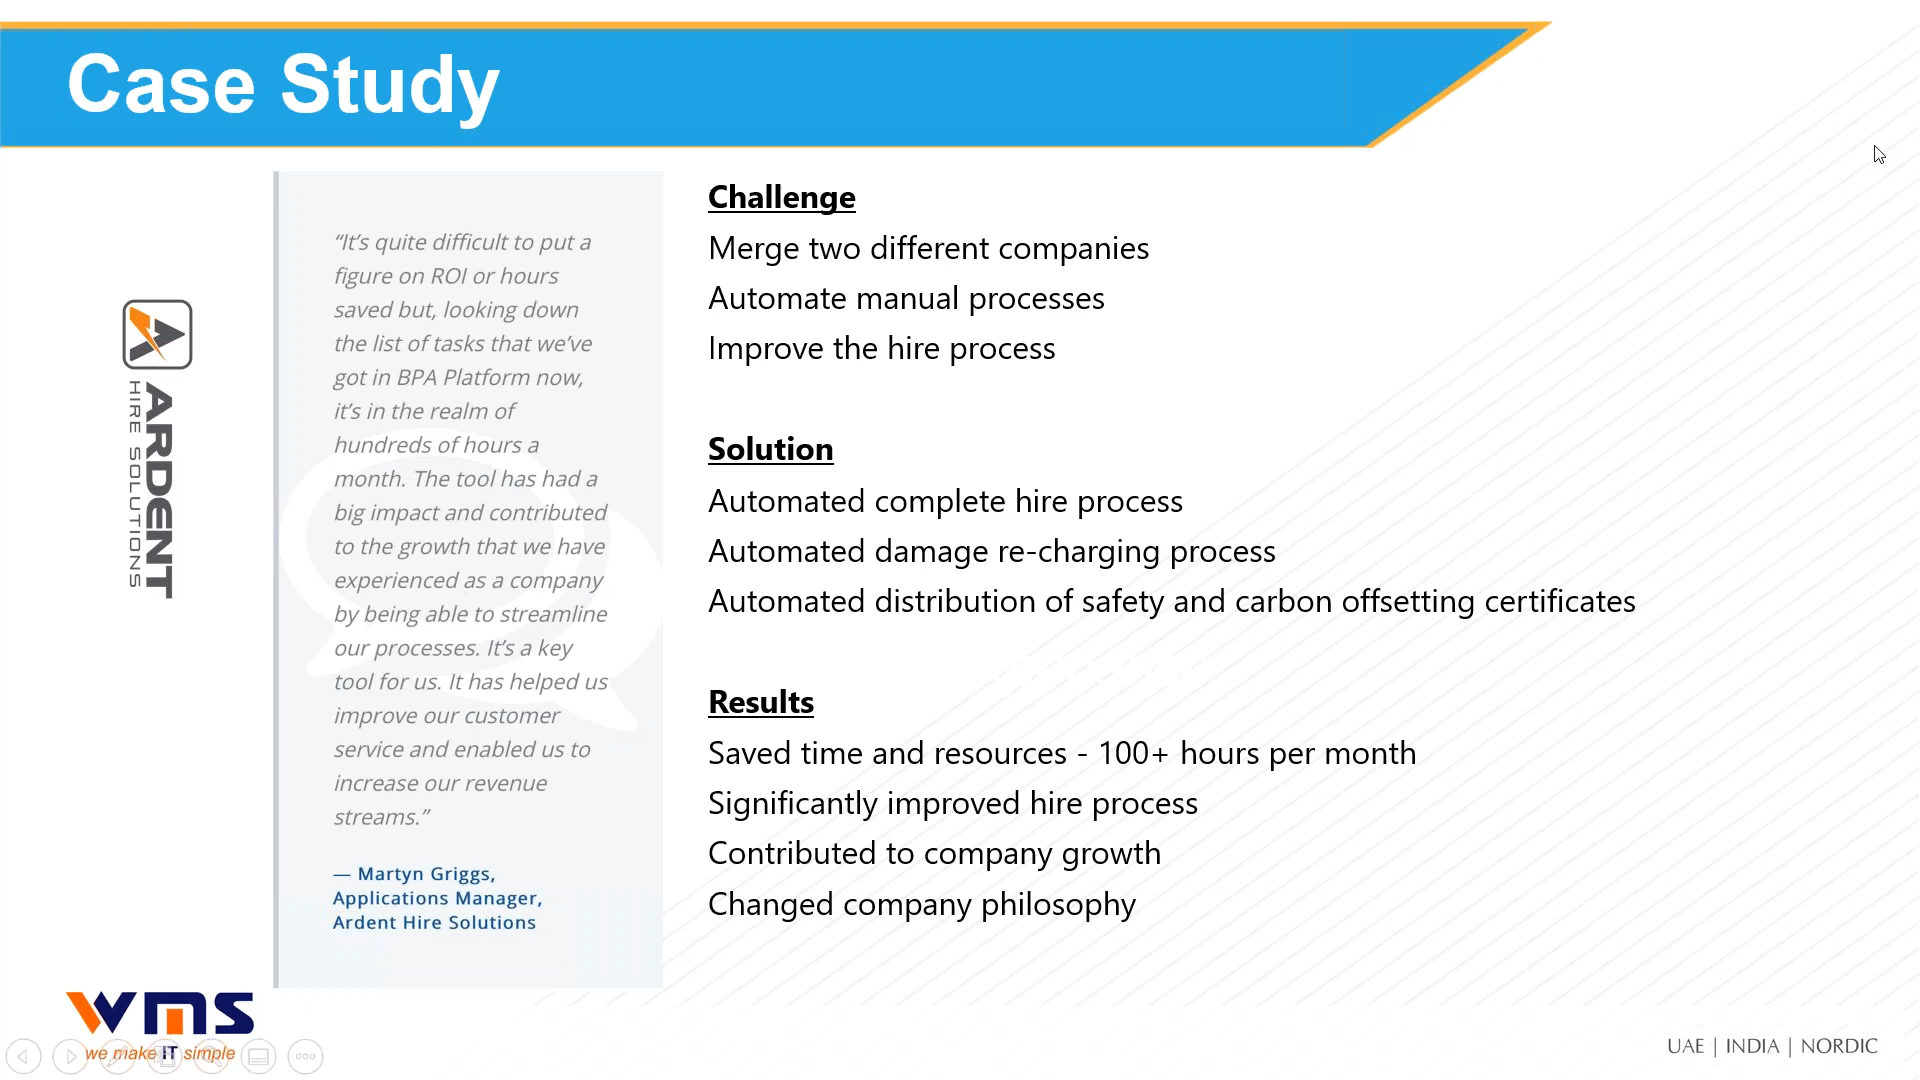 Case Study
ARDENT
HIRE SOLUTIONS
“It’s quite difficult to put a
figure on ROI or hours
saved but, looking down
the list of tasks that we’ve
got in BPA Platform now,
it’s in the realm of
hundreds of hours a
month. The tool has had a
big impact and contributed
to the growth that we have
experienced as a company
by being able to streamline
our processes. It’s a key
tool for us. It has helped us
improve our customer
service and enabled us to
increase our revenue
streams.”
— Martyn Griggs,
Applications Manager,
Ardent Hire Solutions
Challenge
Merge two different companies
Automate manual processes
Improve the hire process
Solution
Automated complete hire process
Automated damage re-charging process
Automated distribution of safety and carbon offsetting certificates
Results
Saved time and resources - 100+ hours per month
Significantly improved hire process
Contributed to company growth
Changed company philosophy
wms
we make IT simple
UAE | INDIA | NORDIC